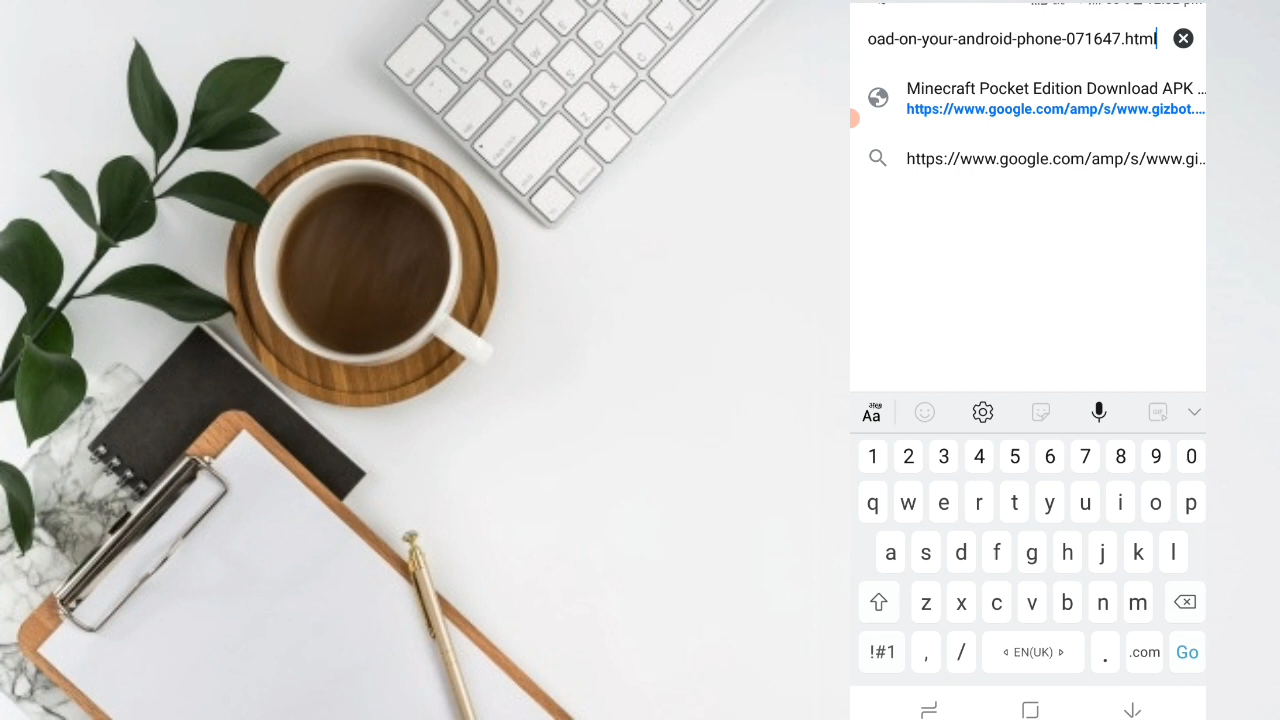 oad-on-your-android-phone-071647.html
Minecraft Pocket Edition Download APK ...
https://www.google.com/amp/s/www.gizbot....
https://www.google.com/amp/s/www.gi...
Aa
GIF
1 2 3 4 5 6 7 8 9 0
q w e r t y u i o p
a s d f g h j k l
z x c v b n m
!#1 , / EN(UK) . .com Go